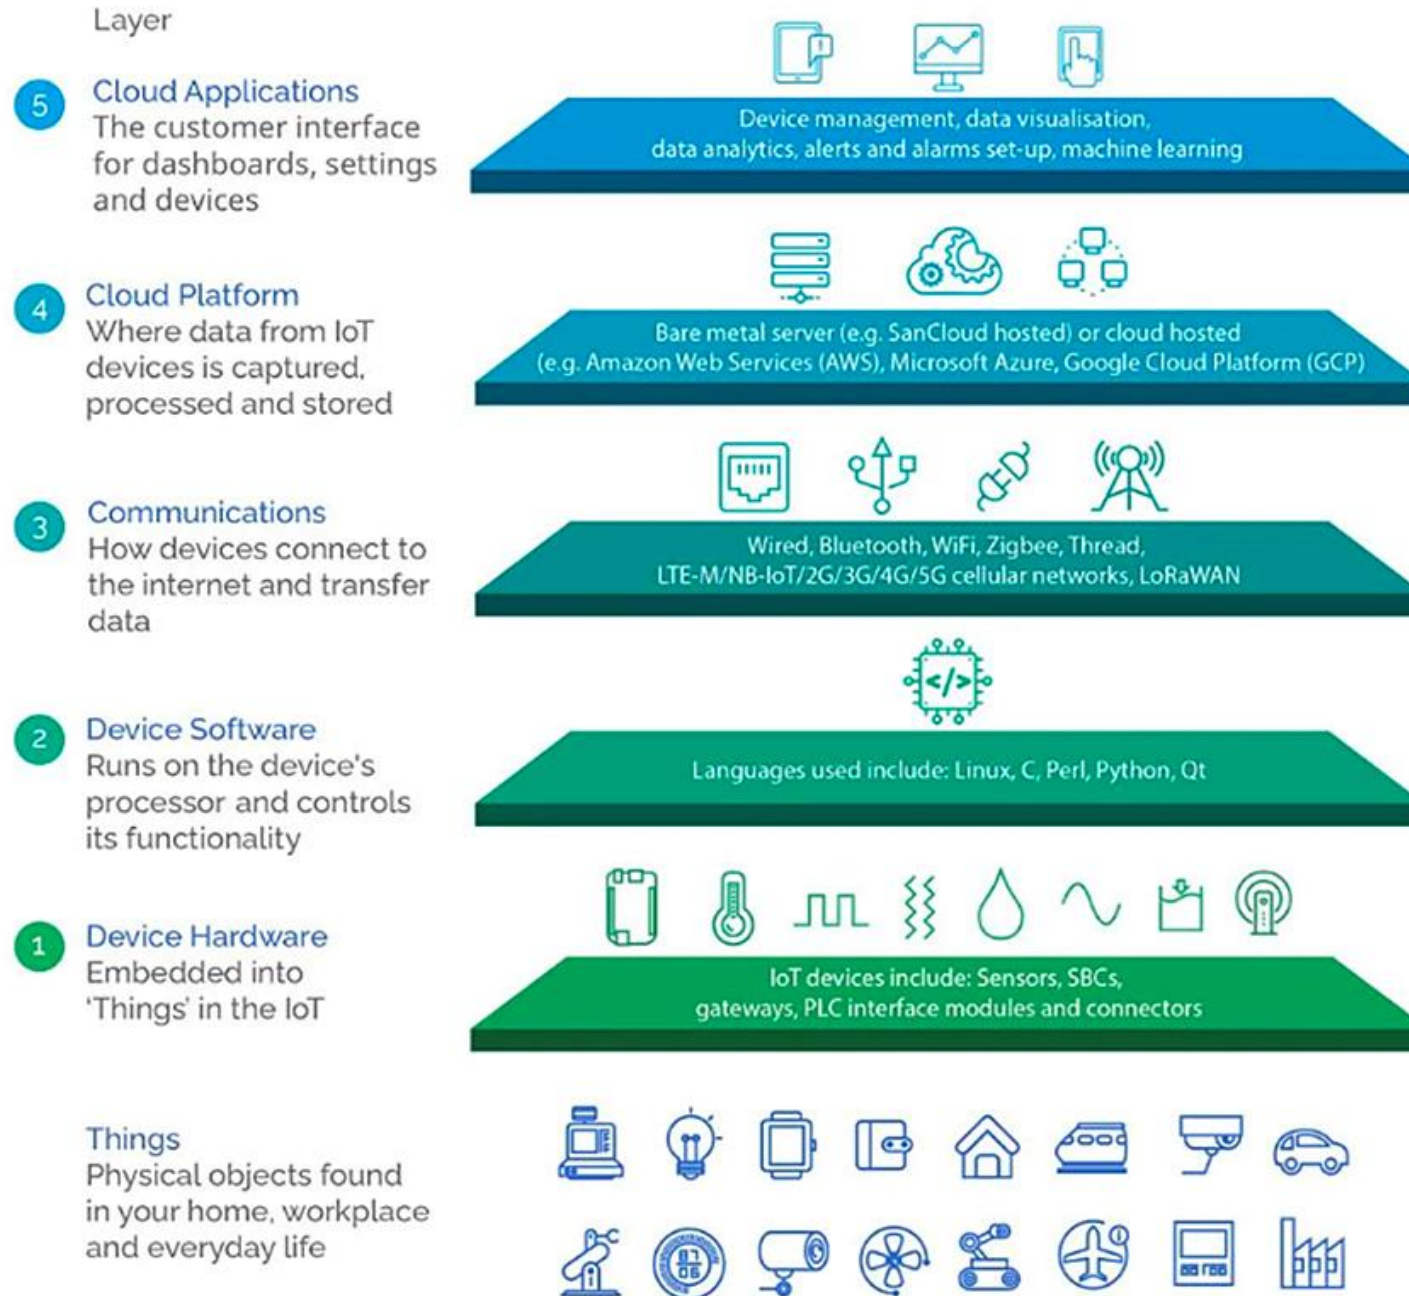 Layer
5
Cloud Applications
The customer interface
for dashboards, settings
and devices
Device management, data visualisation,
data analytics, alerts and alarms set-up, machine learning
4
Cloud Platform
Where data from IoT
devices is captured,
processed and stored
Bare metal server (e.g. SanCloud hosted) or cloud hosted
(e.g. Amazon Web Services (AWS), Microsoft Azure, Google Cloud Platform (GCP)
3
Communications
How devices connect to
the internet and transfer
data
Wired, Bluetooth, WiFi, Zigbee, Thread,
LTE-M/NB-IoT/2G/3G/4G/5G cellular networks, LoRaWAN
</>
2
Device Software
Runs on the device's
processor and controls
its functionality
Languages used include: Linux, C, Perl, Python, Qt
1
Device Hardware
Embedded into
'Things' in the IoT
IoT devices include: Sensors, SBCs,
gateways, PLC interface modules and connectors
Things
Physical objects found
in your home, workplace
and everyday life